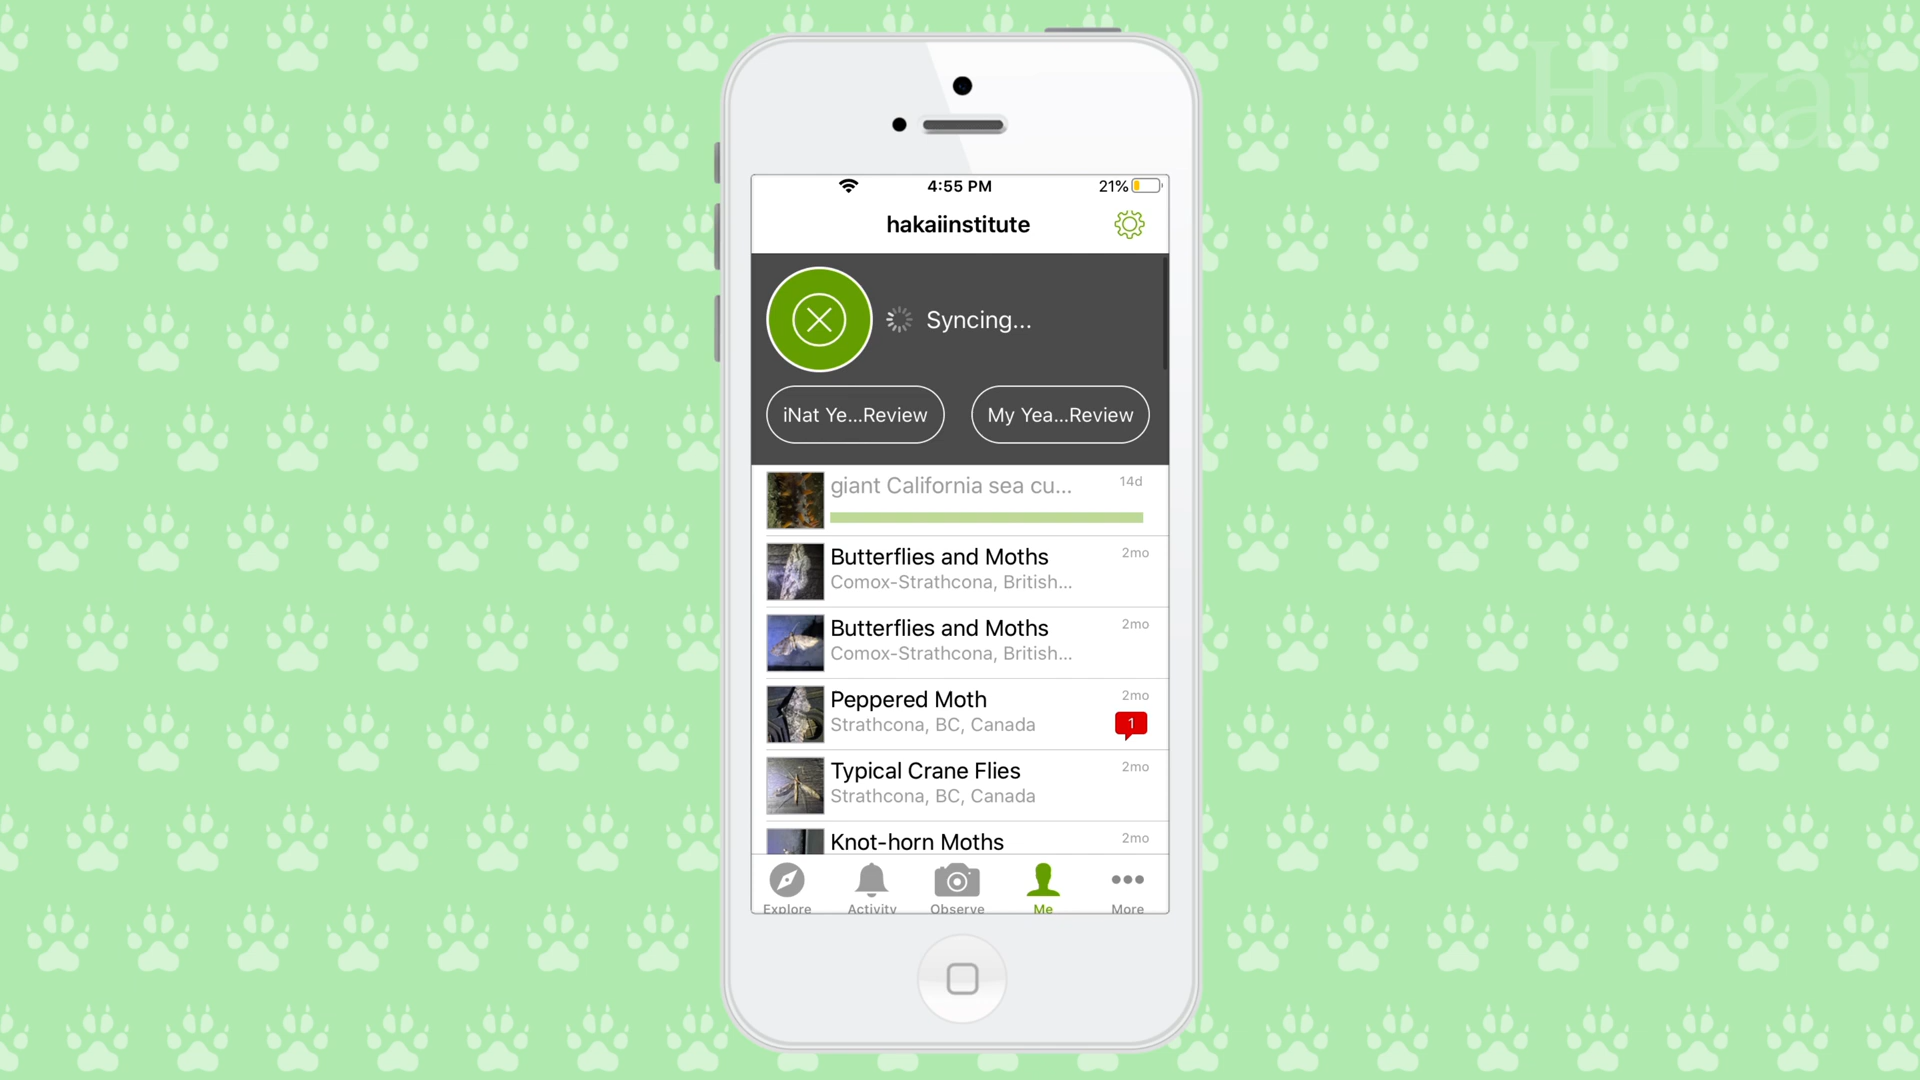 Hakai
4:55 PM
21%
hakaiinstitute
Syncing...
iNat Ye...Review
My Yea...Review
giant California sea cu...
14d
Butterflies and Moths
2mo
Comox-Strathcona, British...
Butterflies and Moths
2mo
Comox-Strathcona, British...
Peppered Moth
2mo
Strathcona, BC, Canada
1
Typical Crane Flies
2mo
Strathcona, BC, Canada
Knot-horn Moths
2mo
Explore
Activity
Observe
Me
More